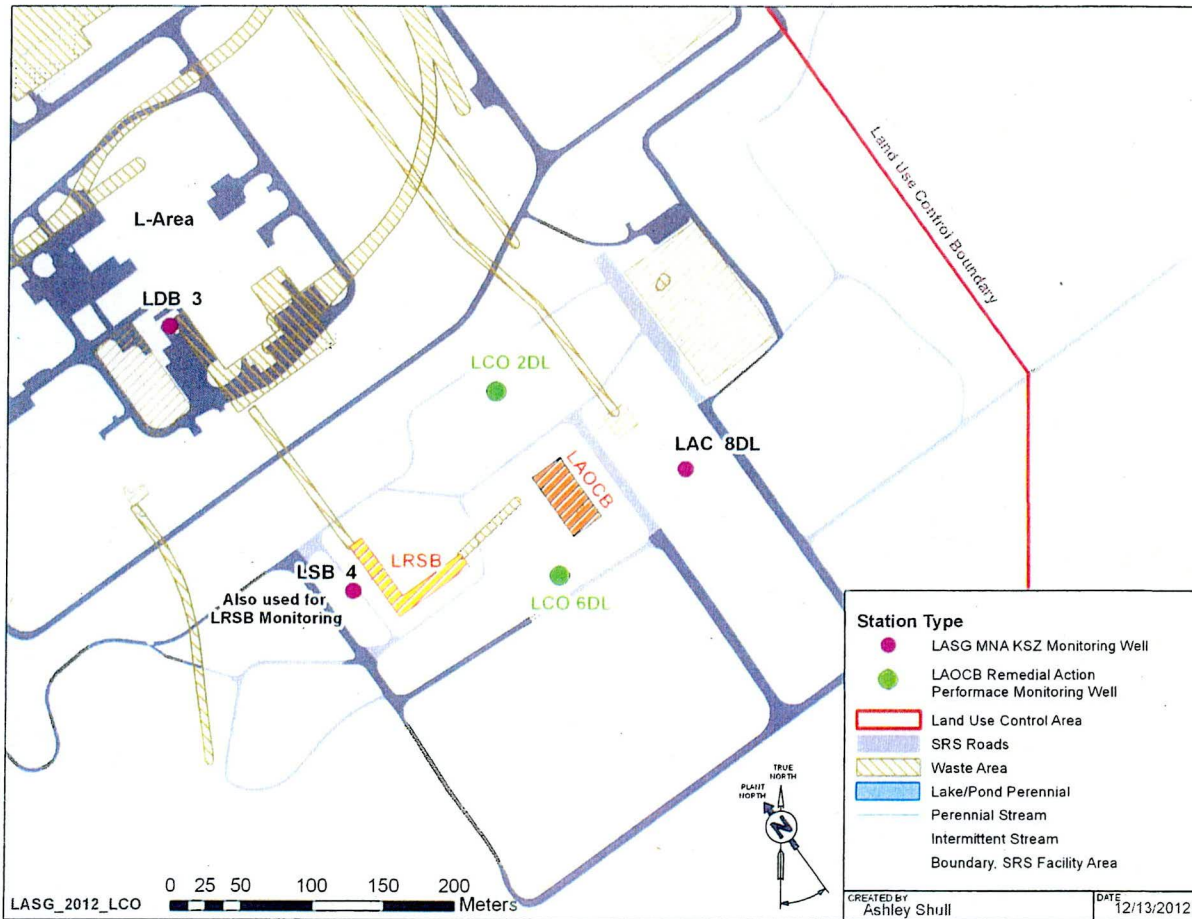 Land Use Control Boundary
L-Area
LDB 3
LCO 2DL
LAC 8DL
LAOCB
LRSB
LSB 4
Also used for
LRSB Monitoring
LCO 6DL
Station Type
LASG MNA KSZ Monitoring Well
LAOCB Remedial Action
Performace Monitoring Well
Land Use Control Area
SRS Roads
Waste Area
Lake/Pond Perennial
Perennial Stream
Intermittent Stream
Boundary, SRS Facility Area
TRUE
NORTH
PLANT
NORTH
N
0 25 50 100 150 200
Meters
LASG_2012_LCO
CREATED BY
Ashley Shull
DATE
12/13/2012